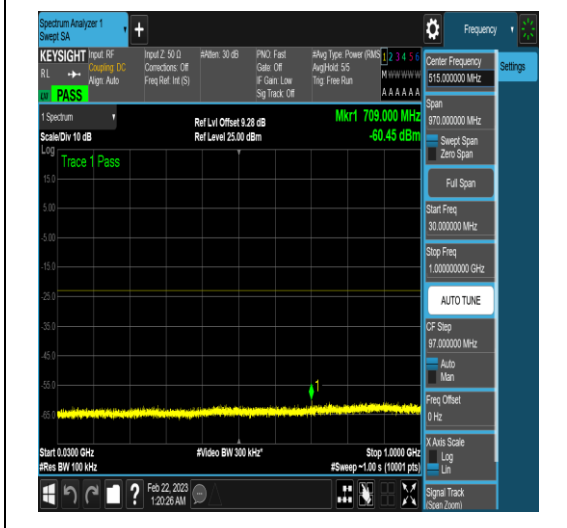 Spectrum Analyzer 1
Swept SA
+
Frequency
KEYSIGHT
RL
PASS
Input: RF
Coupling: DC
Align: Auto
Input Z: 50 Ω
Corrections: Off
Freq Ref: Int (S)
#Atten: 30 dB
PNO: Fast
Gate: Off
IF Gain: Low
Sig Track: Off
#Avg Type: Power (RMS
Avg|Hold: 5/5
Trig: Free Run
1 2 3 4 5 6
M W W W W W
A A A A A A
1 Spectrum
Scale/Div 10 dB
Ref Lvl Offset 9.28 dB
Ref Level 25.00 dBm
Mkr1 709.000 MHz
-60.45 dBm
Log
Trace 1 Pass
15.0
5.00
-5.00
-15.0
-25.0
-35.0
-45.0
-55.0
-65.0
1
Start 0.0300 GHz
#Res BW 100 kHz
#Video BW 300 kHz*
Stop 1.0000 GHz
#Sweep ~1.00 s (10001 pts)
?
Feb 22, 2023
1:20:26 AM
Center Frequency
515.000000 MHz
Span
970.000000 MHz
Swept Span
Zero Span
Full Span
Start Freq
30.000000 MHz
Stop Freq
1.000000000 GHz
AUTO TUNE
CF Step
97.000000 MHz
Auto
Man
Freq Offset
0 Hz
X Axis Scale
Log
Lin
Signal Track
(Span Zoom)
Settings